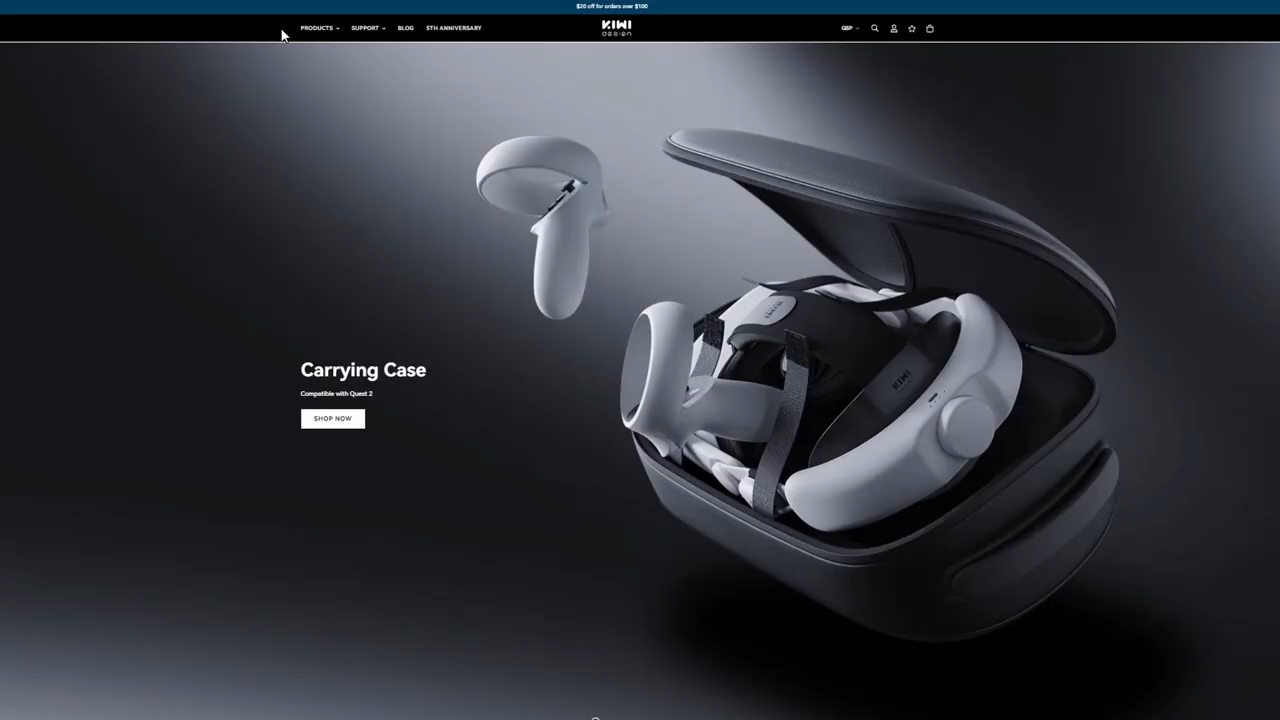 $20 off for orders over $100
PRODUCTS SUPPORT BLOG 5TH ANNIVERSARY
KIWI
design
GBP
Carrying Case
Compatible with Quest 2
SHOP NOW
KIWI